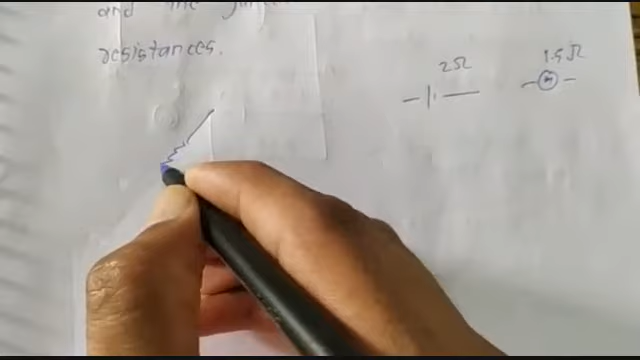 and the
resistances.
2Ω
1.5Ω